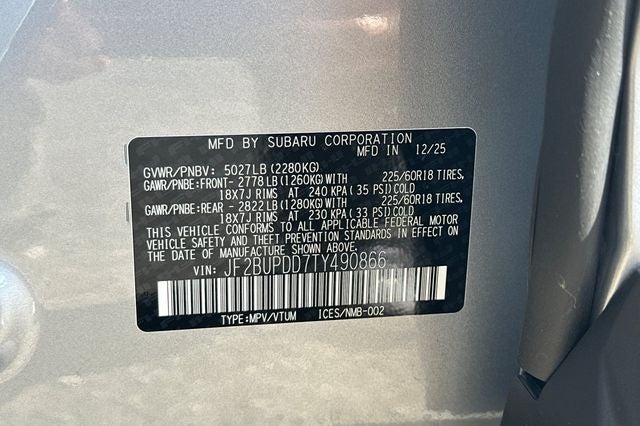 MFD BY SUBARU CORPORATION
MFD IN 12/25
GVWR/PNBV: 5027LB (2280KG)
GAWR/PNBE:FRONT- 2778 LB (1260KG) WITH 225/60R18 TIRES,
18X7J RIMS AT 240 KPA (35 PSI) COLD
GAWR/PNBE:REAR - 2822 LB (1280KG) WITH 225/60R18 TIRES,
18X7J RIMS AT 230 KPA (33 PSI) COLD
THIS VEHICLE CONFORMS TO ALL APPLICABLE FEDERAL MOTOR
VEHICLE SAFETY AND THEFT PREVENTION STANDARDS IN EFFECT ON
THE DATE OF MANUFACTURE SHOWN ABOVE.
VIN: JF2BUPDD7TY490866
TYPE:MPV/VTUM ICES/NMB-002